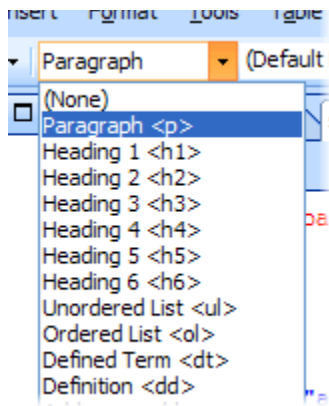 Insert Format Tools Table
Paragraph (Default
(None)
Paragraph <p>
Heading 1 <h1>
Heading 2 <h2>
Heading 3 <h3>
Heading 4 <h4>
Heading 5 <h5>
Heading 6 <h6>
Unordered List <ul>
Ordered List <ol>
Defined Term <dt>
Definition <dd>